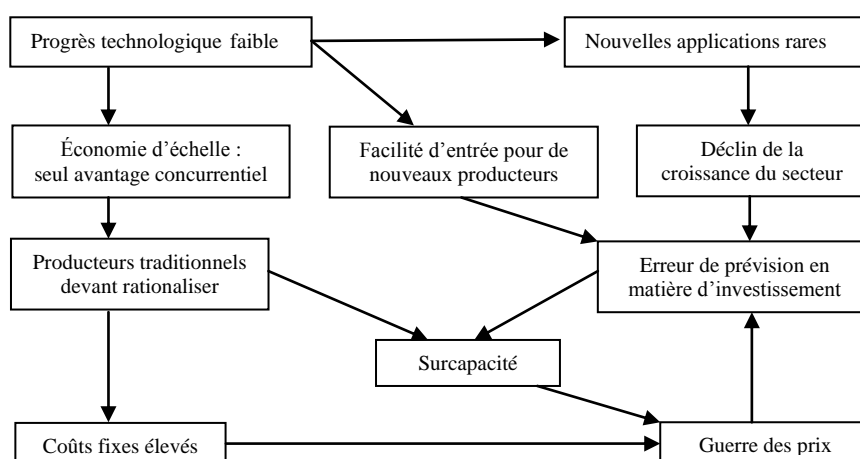 Progrès technologique faible
Nouvelles applications rares
Économie d’échelle :
seul avantage concurrentiel
Facilité d’entrée pour de
nouveaux producteurs
Déclin de la
croissance du secteur
Producteurs traditionnels
devant rationaliser
Erreur de prévision en
matière d’investissement
Surcapacité
Coûts fixes élevés
Guerre des prix